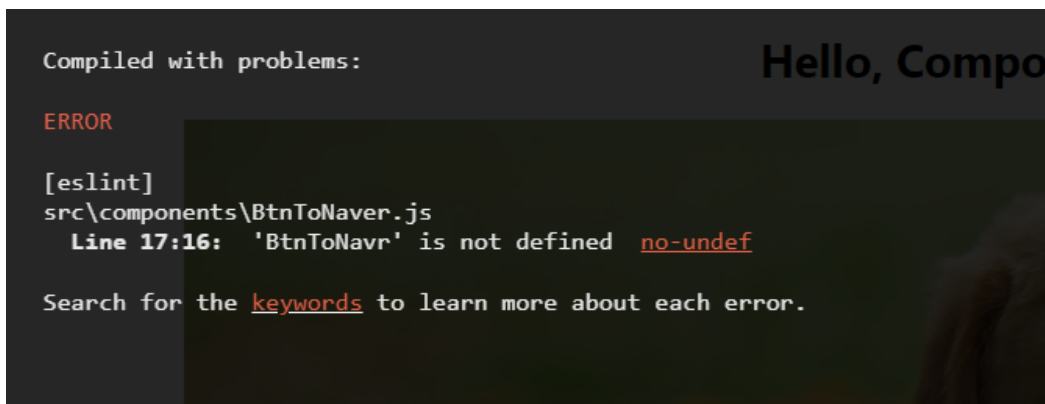 Compiled with problems:
Hello, Compo
ERROR
[eslint]
src\components\BtnToNaver.js
Line 17:16: 'BtnToNavr' is not defined no-undef
Search for the keywords to learn more about each error.